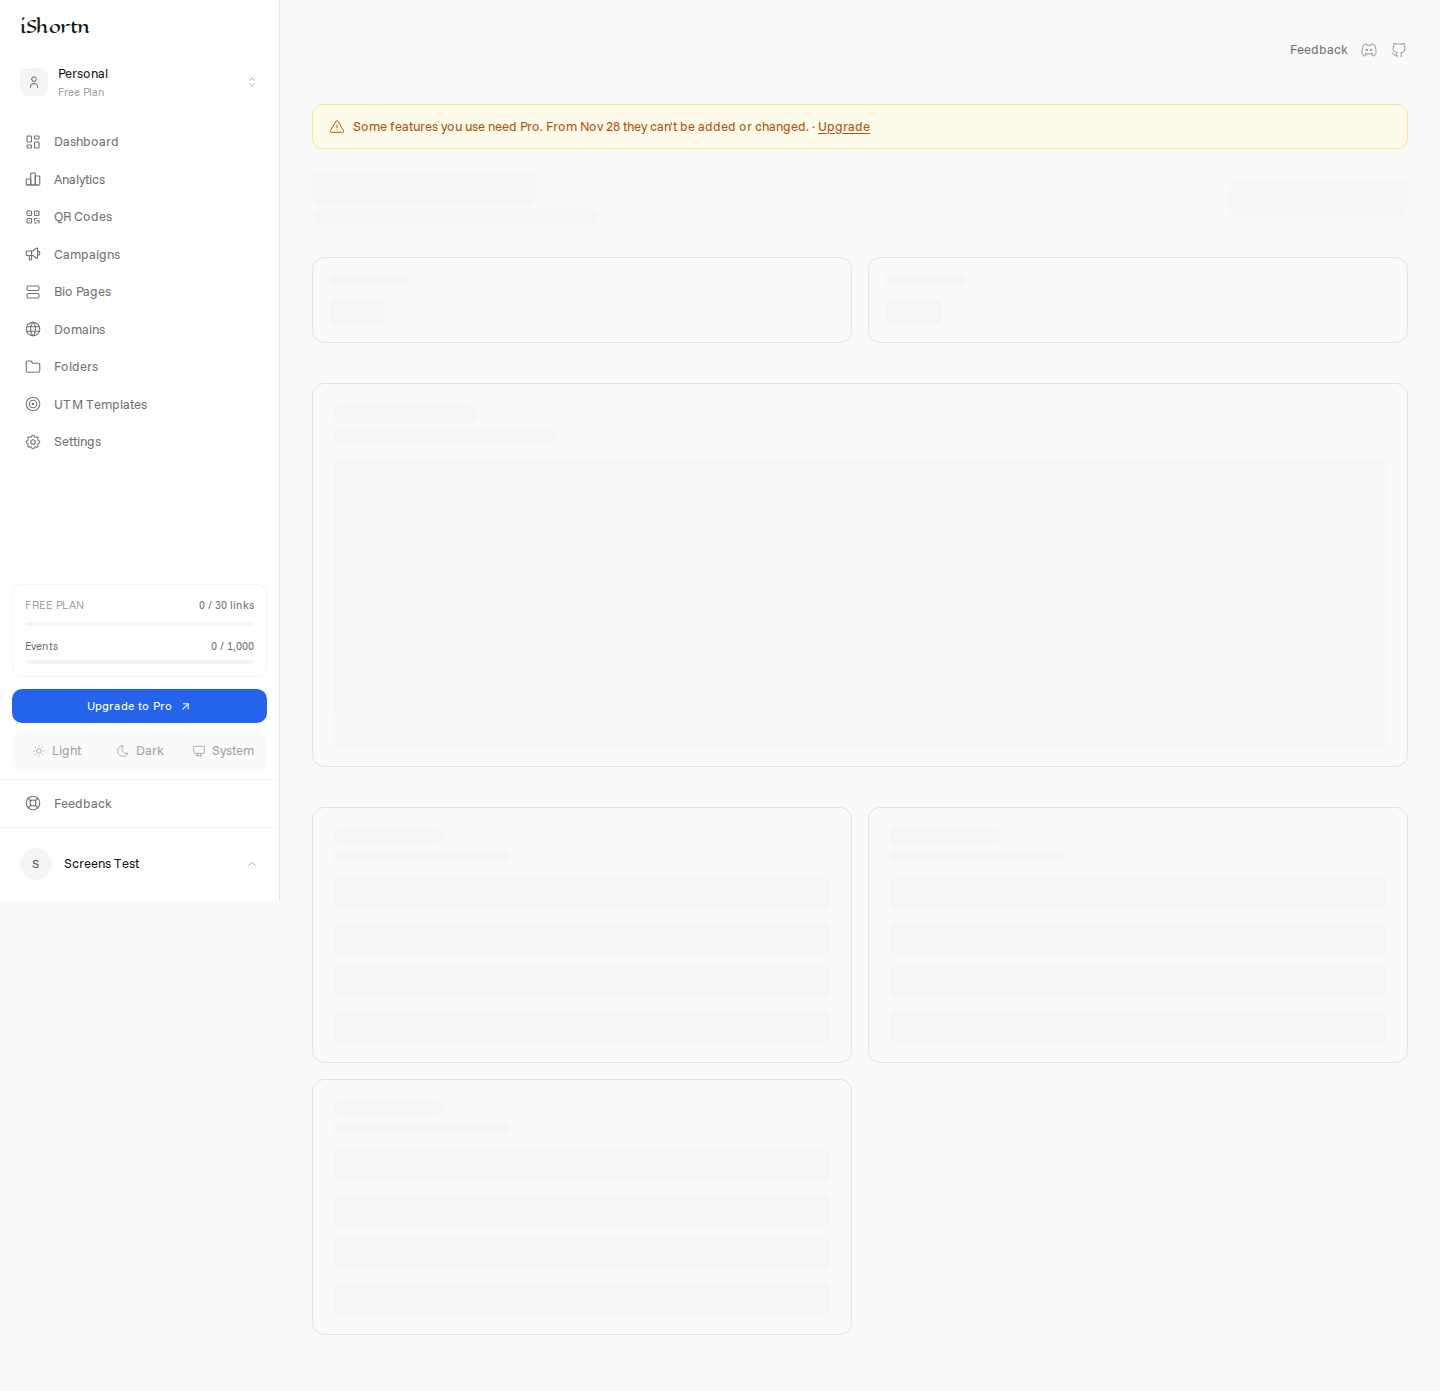 iShortn
Personal
Free Plan
Dashboard
Analytics
QR Codes
Campaigns
Bio Pages
Domains
Folders
UTM Templates
Settings
FREE PLAN 0 / 30 links
Events 0 / 1,000
Upgrade to Pro
Light Dark System
Feedback
S Screens Test
Feedback
Some features you use need Pro. From Nov 28 they can't be added or changed. · Upgrade